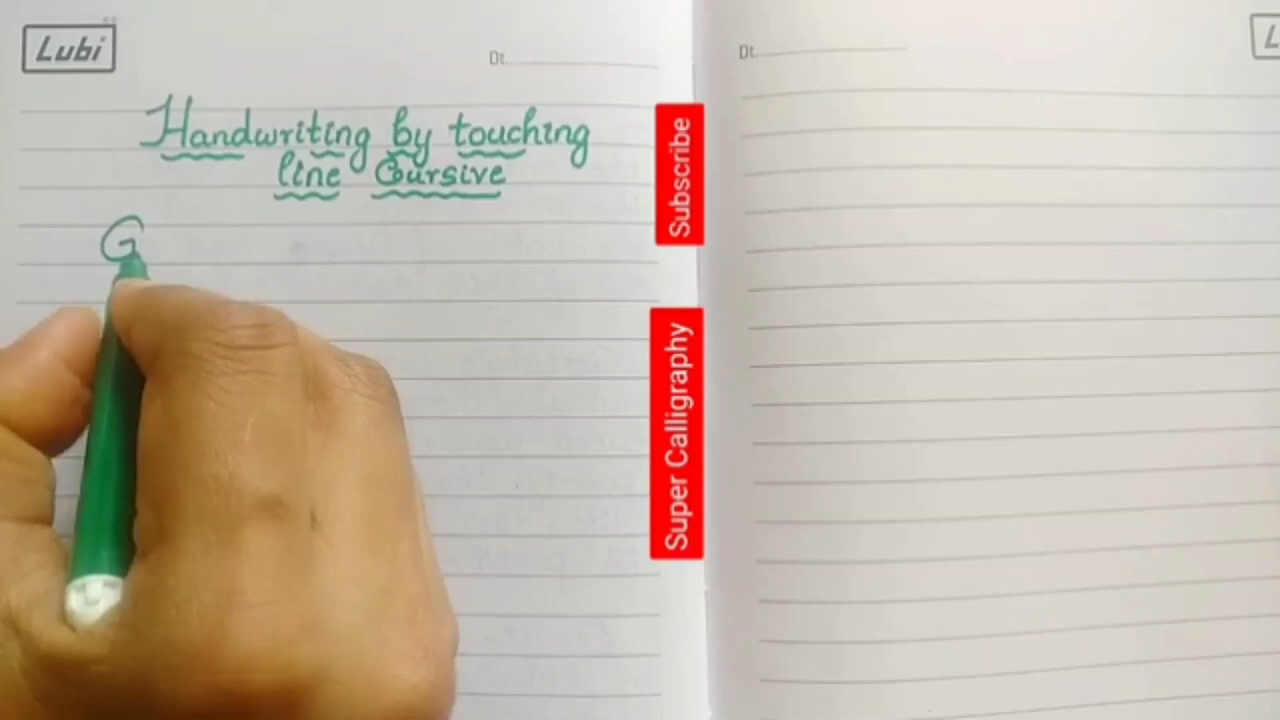 Lubi
Dt.
Handwriting by touching
line Cursive
G
Dt.
L
Subscribe
Super Calligraphy